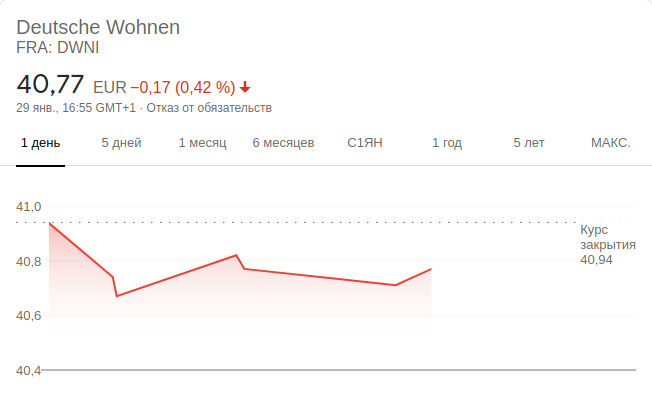 Deutsche Wohnen
FRA: DWNI
40,77 EUR −0,17 (0,42 %)
29 янв., 16:55 GMT+1 · Отказ от обязательств
1 день 5 дней 1 месяц 6 месяцев С1ЯН 1 год 5 лет МАКС.
41,0
Курс
закрытия
40,94
40,8
40,6
40,4